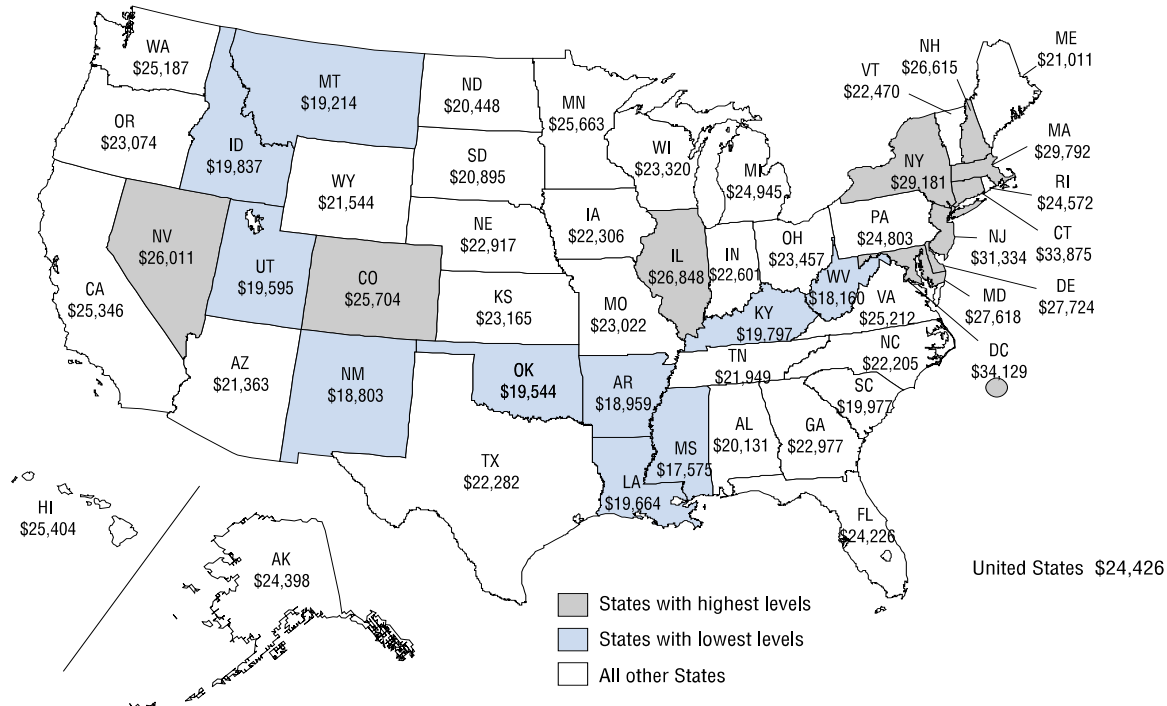 WA
$25,187
MT
$19,214
ND
$20,448
MN
$25,663
VT
$22,470
NH
$26,615
ME
$21,011
OR
$23,074
ID
$19,837
SD
$20,895
WI
$23,320
MI
$24,945
NY
$29,181
MA
$29,792
RI
$24,572
WY
$21,544
IA
$22,306
NE
$22,917
PA
$24,803
CT
$33,875
NJ
$31,334
NV
$26,011
UT
$19,595
CO
$25,704
IL
$26,848
IN
$22,601
OH
$23,457
DE
$27,724
CA
$25,346
KS
$23,165
MO
$23,022
KY
$19,797
WV
$18,160
VA
$25,212
MD
$27,618
DC
$34,129
AZ
$21,363
NM
$18,803
OK
$19,544
AR
$18,959
TN
$21,949
NC
$22,205
SC
$19,977
TX
$22,282
LA
$19,664
MS
$17,575
AL
$20,131
GA
$22,977
HI
$25,404
AK
$24,398
FL
$24,226
United States $24,426
States with highest levels
States with lowest levels
All other States